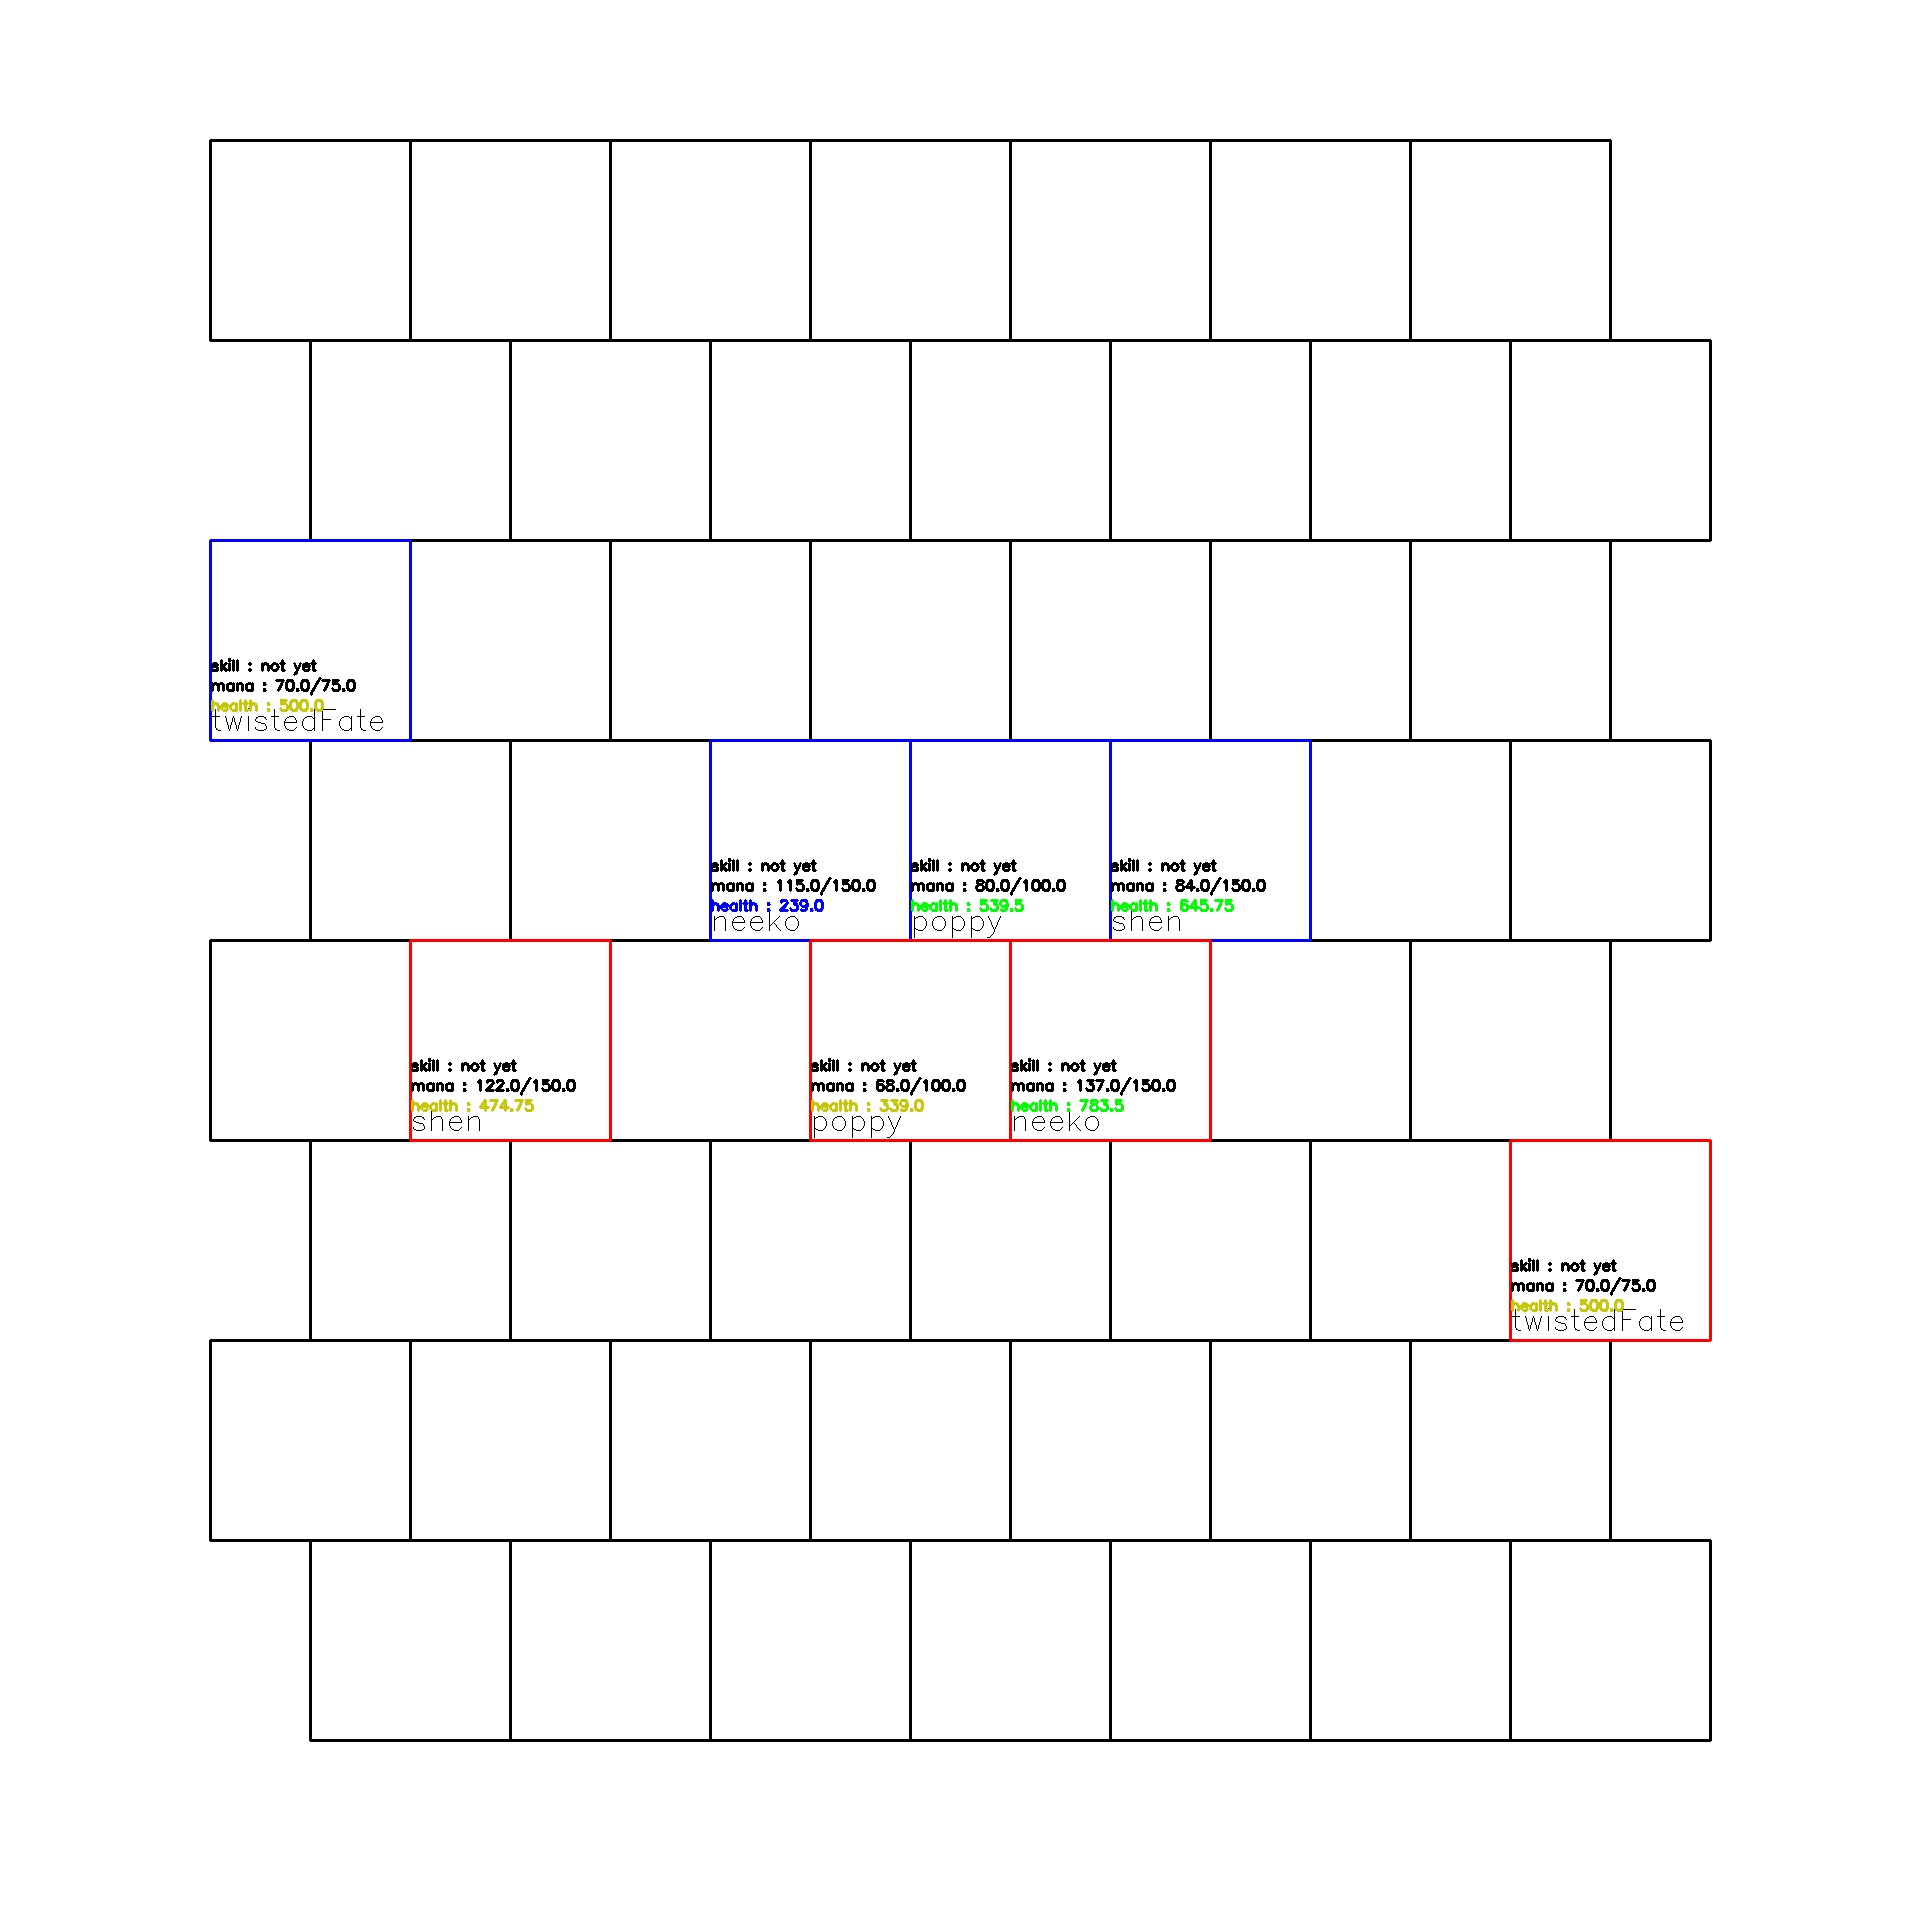 skill : not yet
mana : 70.0/75.0
health : 500.0
twistedFate
skill : not yet
mana : 115.0/150.0
health : 239.0
neeko
skill : not yet
mana : 80.0/100.0
health : 539.5
poppy
skill : not yet
mana : 84.0/150.0
health : 645.75
shen
skill : not yet
mana : 122.0/150.0
health : 474.75
shen
skill : not yet
mana : 68.0/100.0
health : 339.0
poppy
skill : not yet
mana : 137.0/150.0
health : 783.5
neeko
skill : not yet
mana : 70.0/75.0
health : 500.0
twistedFate